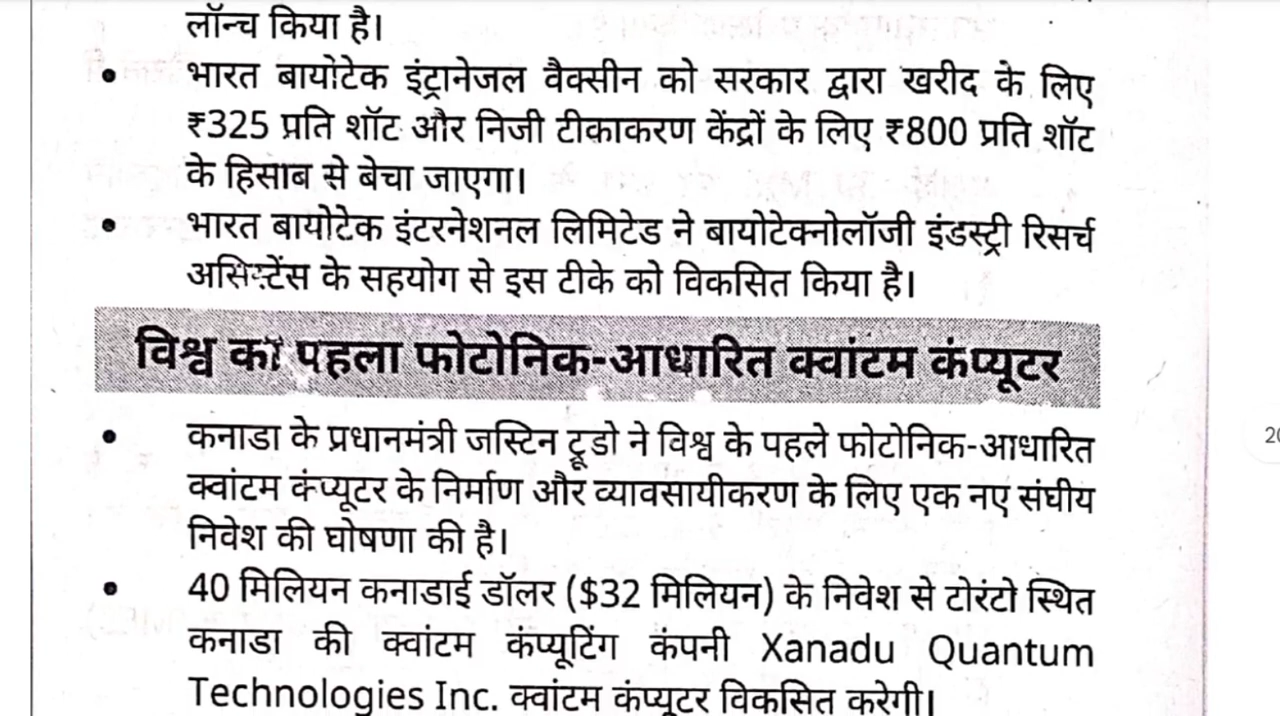 लॉन्च किया है।
• भारत बायोटेक इंट्रानेजल वैक्सीन को सरकार द्वारा खरीद के लिए
₹325 प्रति शॉट और निजी टीकाकरण केंद्रों के लिए ₹800 प्रति शॉट
के हिसाब से बेचा जाएगा।
• भारत बायोटेक इंटरनेशनल लिमिटेड ने बायोटेक्नोलॉजी इंडस्ट्री रिसर्च
असिस्टेंस के सहयोग से इस टीके को विकसित किया है।
विश्व का पहला फोटोनिक-आधारित क्वांटम कंप्यूटर
• कनाडा के प्रधानमंत्री जस्टिन ट्रूडो ने विश्व के पहले फोटोनिक-आधारित
क्वांटम कंप्यूटर के निर्माण और व्यावसायीकरण के लिए एक नए संघीय
निवेश की घोषणा की है।
• 40 मिलियन कनाडाई डॉलर ($32 मिलियन) के निवेश से टोरंटो स्थित
कनाडा की क्वांटम कंप्यूटिंग कंपनी Xanadu Quantum
Technologies Inc. क्वांटम कंप्यूटर विकसित करेगी।